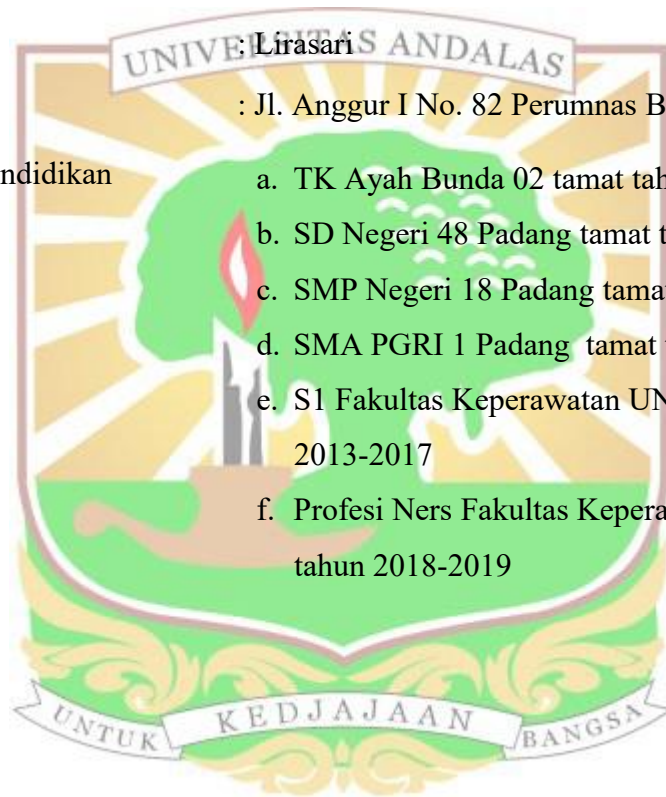 UNIVERSITAS ANDALAS
: Lirasari
: Jl. Anggur I No. 82 Perumnas B
ndidikan
a. TK Ayah Bunda 02 tamat tah
b. SD Negeri 48 Padang tamat t
c. SMP Negeri 18 Padang tama
d. SMA PGRI 1 Padang tamat
e. S1 Fakultas Keperawatan UN
2013-2017
f. Profesi Ners Fakultas Kepera
tahun 2018-2019
UNTUK KEDJAJAAN BANGSA